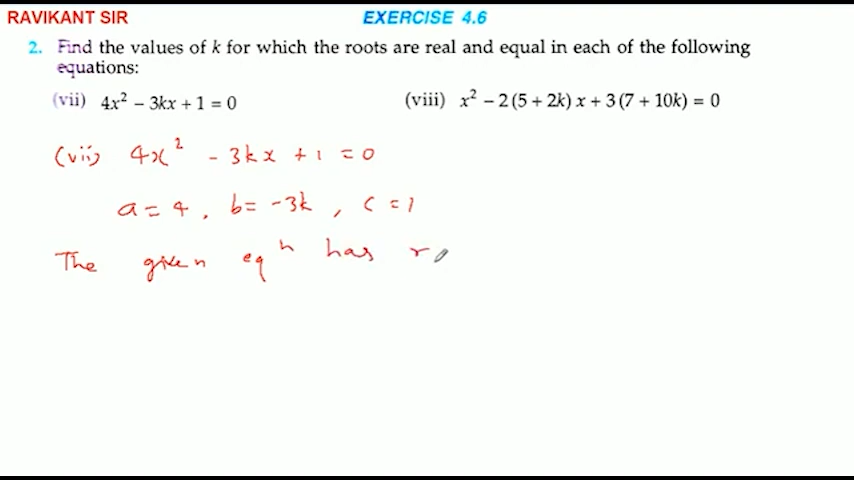 RAVIKANT SIR
EXERCISE 4.6
2. Find the values of k for which the roots are real and equal in each of the following
equations:
(vii) 4x² − 3kx + 1 = 0
(viii) x² − 2(5 + 2k) x + 3(7 + 10k) = 0
(vii) 4x² - 3kx + 1 = 0
a = 4, b = -3k, c = 1
The given eqⁿ has